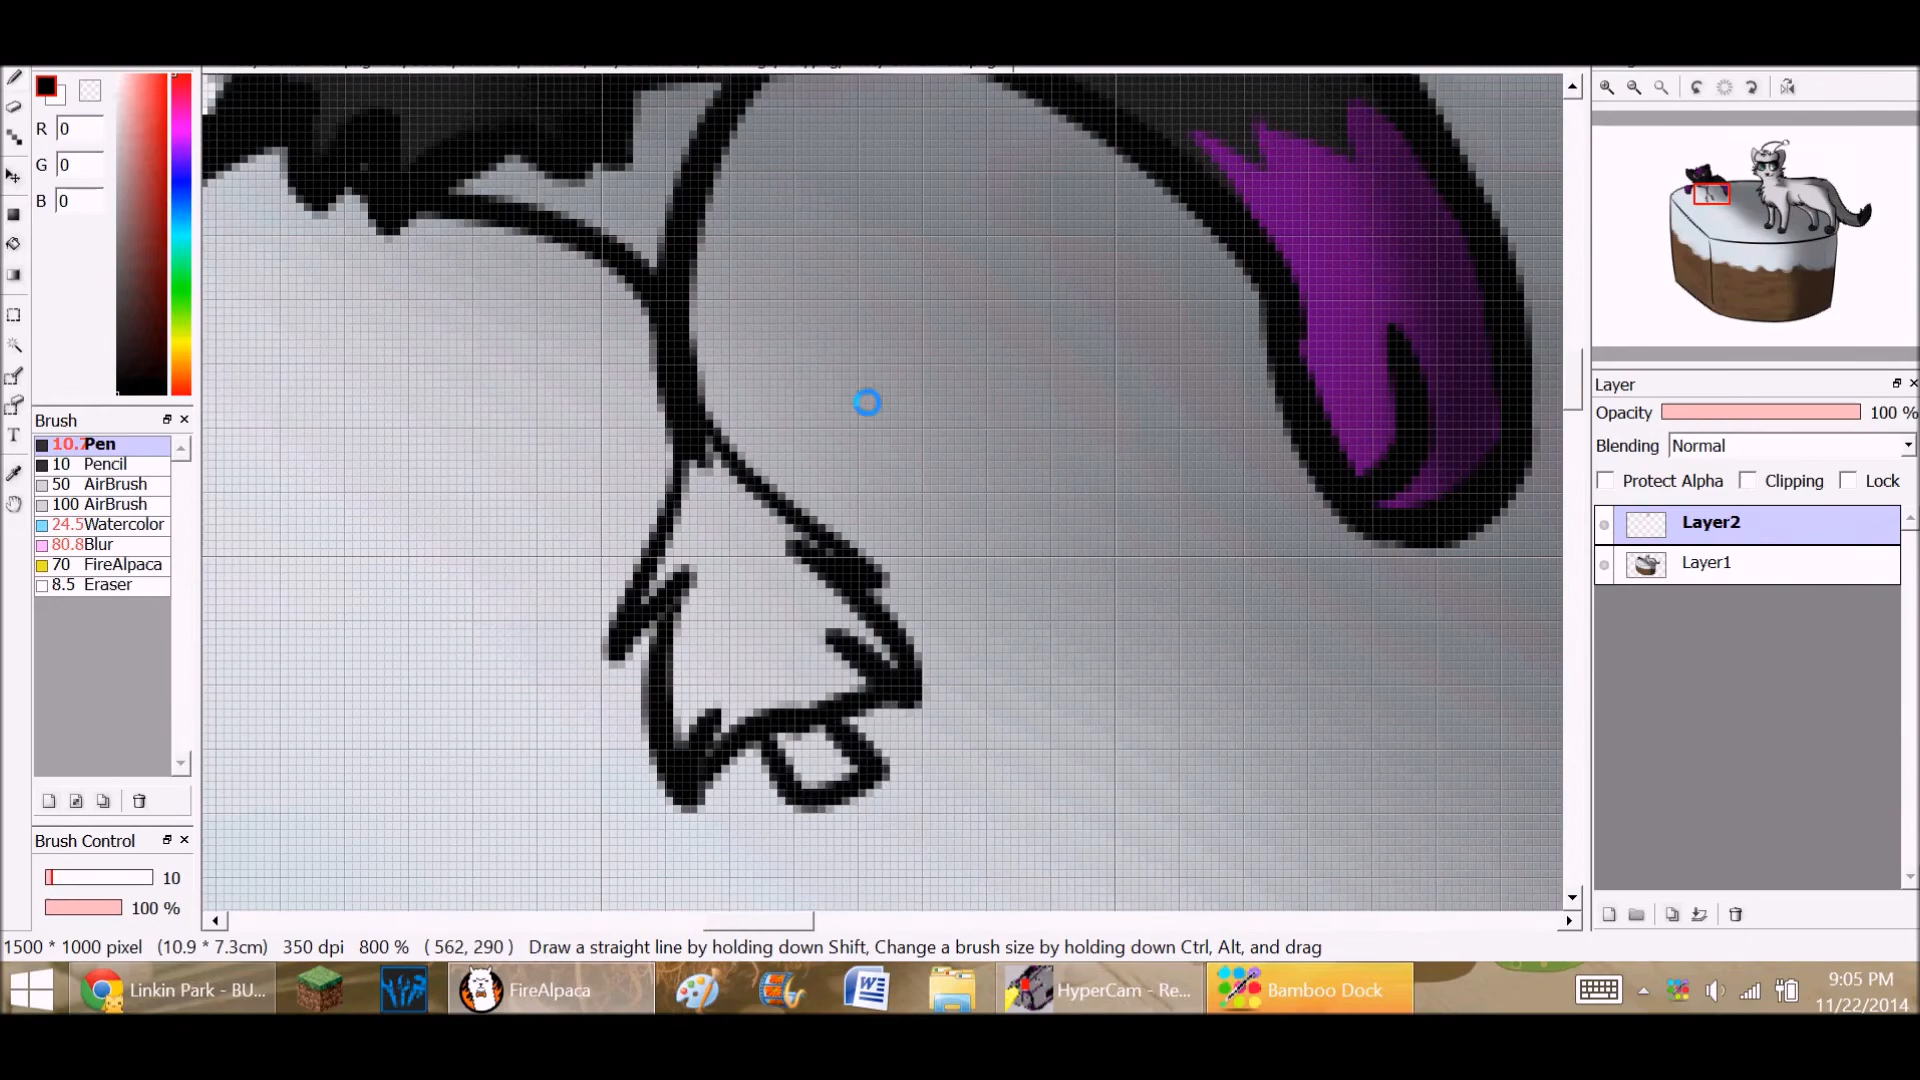 R 0
G 0
B 0
Brush
10.7 Pen
10 Pencil
50 AirBrush
100 AirBrush
24.5 Watercolor
80.8 Blur
70 FireAlpaca
8.5 Eraser
Brush Control
10
100 %
Layer
Opacity 100 %
Blending Normal
Protect Alpha Clipping Lock
Layer2
Layer1
1500 * 1000 pixel (10.9 * 7.3cm) 350 dpi 800 % ( 562, 290 ) Draw a straight line by holding down Shift, Change a brush size by holding down Ctrl, Alt, and drag
Linkin Park - BU...
FireAlpaca
HyperCam - Re...
Bamboo Dock
9:05 PM
11/22/2014